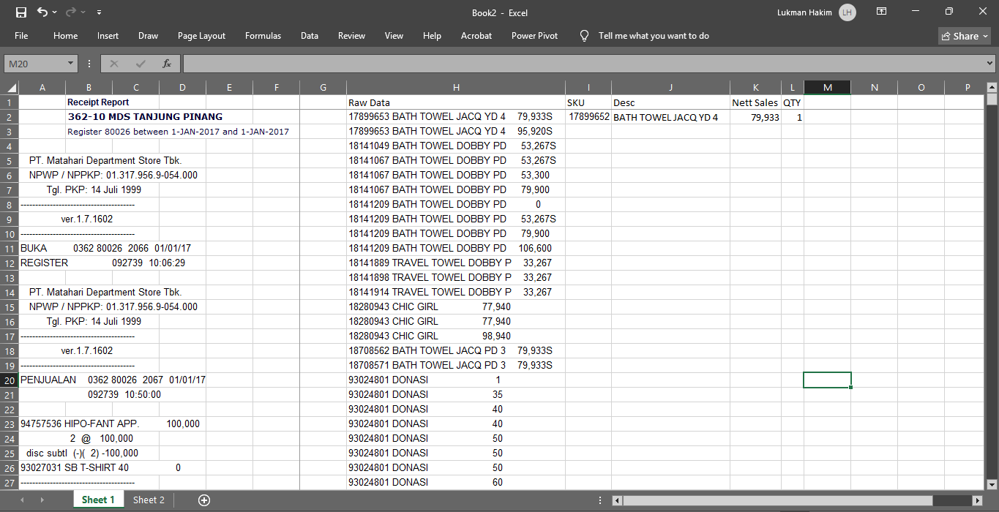 Book2 - Excel
Lukman Hakim LH
File Home Insert Draw Page Layout Formulas Data Review View Help Acrobat Power Pivot Tell me what you want to do Share
M20 fx
A B C D E F G H I J K L M N O P
1 Receipt Report Raw Data SKU Desc Nett Sales QTY
2 362-10 MDS TANJUNG PINANG 17899653 BATH TOWEL JACQ YD 4 79,933S 17899652 BATH TOWEL JACQ YD 4 79,933 1
3 Register 80026 between 1-JAN-2017 and 1-JAN-2017 17899653 BATH TOWEL JACQ YD 4 95,920S
4 18141049 BATH TOWEL DOBBY PD 53,267S
5 PT. Matahari Department Store Tbk. 18141067 BATH TOWEL DOBBY PD 53,267S
6 NPWP / NPPKP: 01.317.956.9-054.000 18141067 BATH TOWEL DOBBY PD 53,300
7 Tgl. PKP: 14 Juli 1999 18141067 BATH TOWEL DOBBY PD 79,900
8 --------------------------------------- 18141209 BATH TOWEL DOBBY PD 0
9 ver.1.7.1602 18141209 BATH TOWEL DOBBY PD 53,267S
10 --------------------------------------- 18141209 BATH TOWEL DOBBY PD 79,900
11 BUKA 0362 80026 2066 01/01/17 18141209 BATH TOWEL DOBBY PD 106,600
12 REGISTER 092739 10:06:29 18141889 TRAVEL TOWEL DOBBY P 33,267
13 18141898 TRAVEL TOWEL DOBBY P 33,267
14 PT. Matahari Department Store Tbk. 18141914 TRAVEL TOWEL DOBBY P 33,267
15 NPWP / NPPKP: 01.317.956.9-054.000 18280943 CHIC GIRL 77,940
16 Tgl. PKP: 14 Juli 1999 18280943 CHIC GIRL 77,940
17 --------------------------------------- 18280943 CHIC GIRL 98,940
18 ver.1.7.1602 18708562 BATH TOWEL JACQ PD 3 79,933S
19 --------------------------------------- 18708571 BATH TOWEL JACQ PD 3 79,933S
20 PENJUALAN 0362 80026 2067 01/01/17 93024801 DONASI 1
21 092739 10:50:00 93024801 DONASI 35
22 93024801 DONASI 40
23 94757536 HIPO-FANT APP. 100,000 93024801 DONASI 40
24 2 @ 100,000 93024801 DONASI 50
25 disc subtl (-)( 2) -100,000 93024801 DONASI 50
26 93027031 SB T-SHIRT 40 0 93024801 DONASI 50
27 --------------------------------------- 93024801 DONASI 60
Sheet 1 Sheet 2